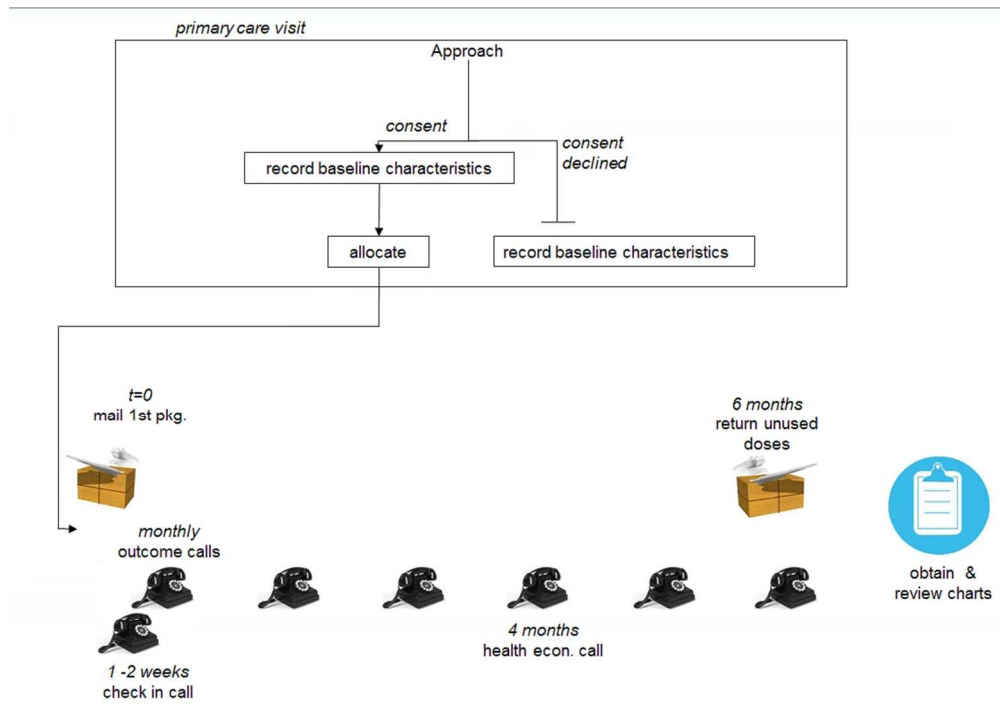 primary care visit
Approach
consent
consent
declined
record baseline characteristics
allocate
record baseline characteristics
t=0
mail 1st pkg.
6 months
return unused
doses
monthly
outcome calls
obtain &
review charts
4 months
health econ. call
1 -2 weeks
check in call